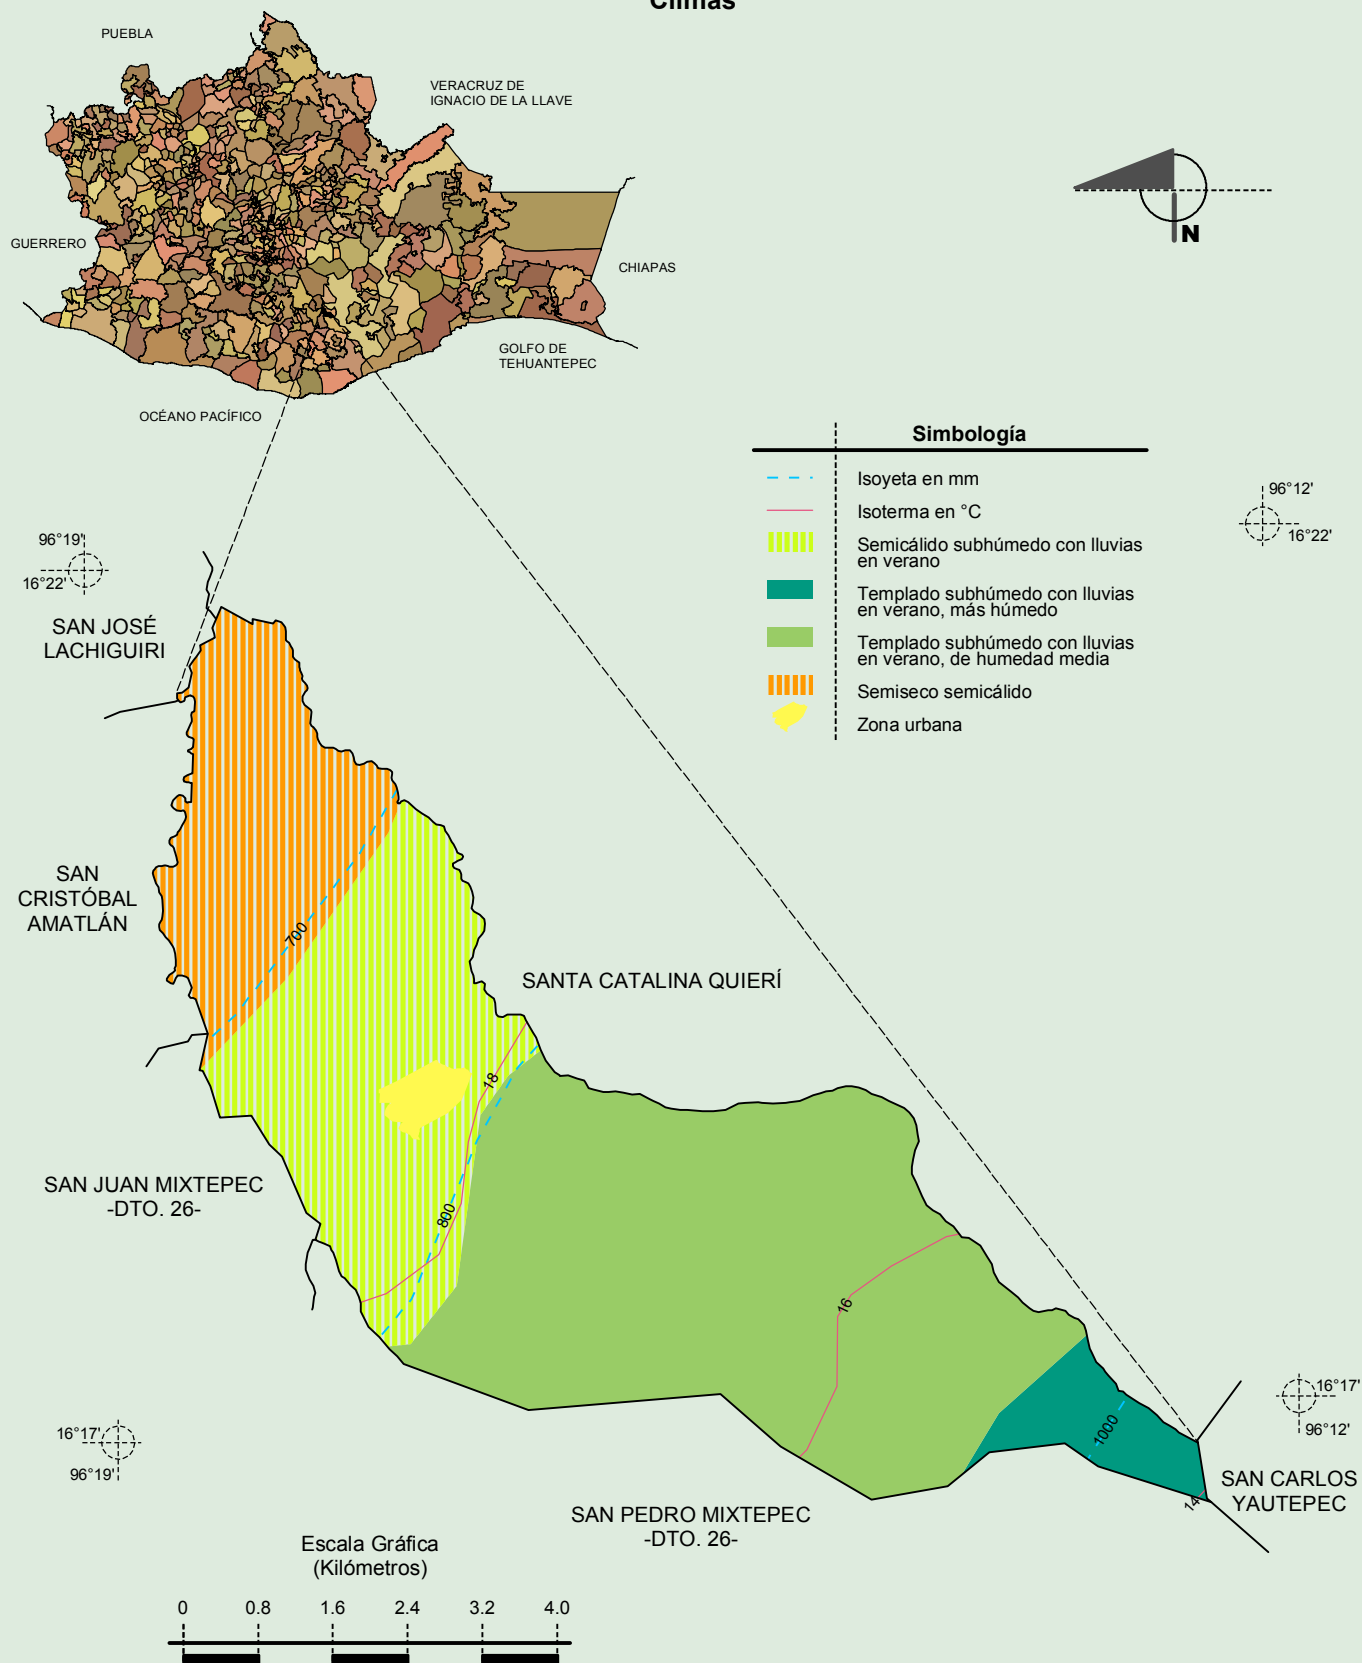 Climas
PUEBLA
VERACRUZ DE
IGNACIO DE LA LLAVE
GUERRERO
CHIAPAS
GOLFO DE
TEHUANTEPEC
OCÉANO PACÍFICO
N
Simbología
Isoyeta en mm
Isoterma en °C
Semicálido subhúmedo con lluvias
en verano
Templado subhúmedo con lluvias
en verano, más húmedo
Templado subhúmedo con lluvias
en verano, de humedad media
Semiseco semicálido
Zona urbana
96°12'
16°22'
96°19'
16°22'
SAN JOSÉ
LACHIGUIRI
SAN
CRISTÓBAL
AMATLÁN
700
SANTA CATALINA QUIERÍ
18
SAN JUAN MIXTEPEC
-DTO. 26-
800
16
16°17'
96°12'
1000
16°17'
96°19'
SAN CARLOS
YAUTEPEC
14
SAN PEDRO MIXTEPEC
-DTO. 26-
Escala Gráfica
(Kilómetros)
0 0.8 1.6 2.4 3.2 4.0